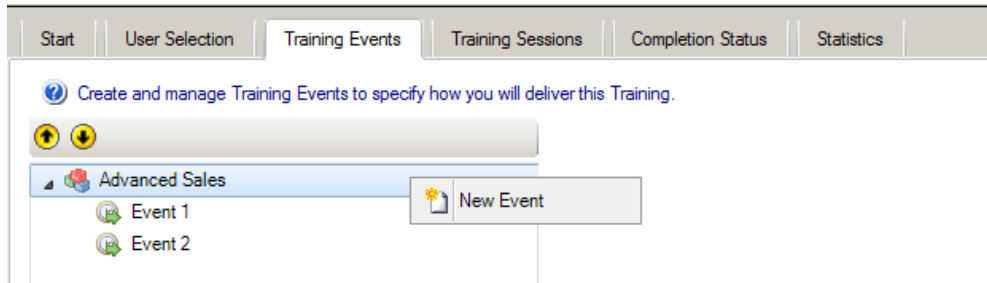 Start User Selection Training Events Training Sessions Completion Status Statistics
Create and manage Training Events to specify how you will deliver this Training.
Advanced Sales
New Event
Event 1
Event 2